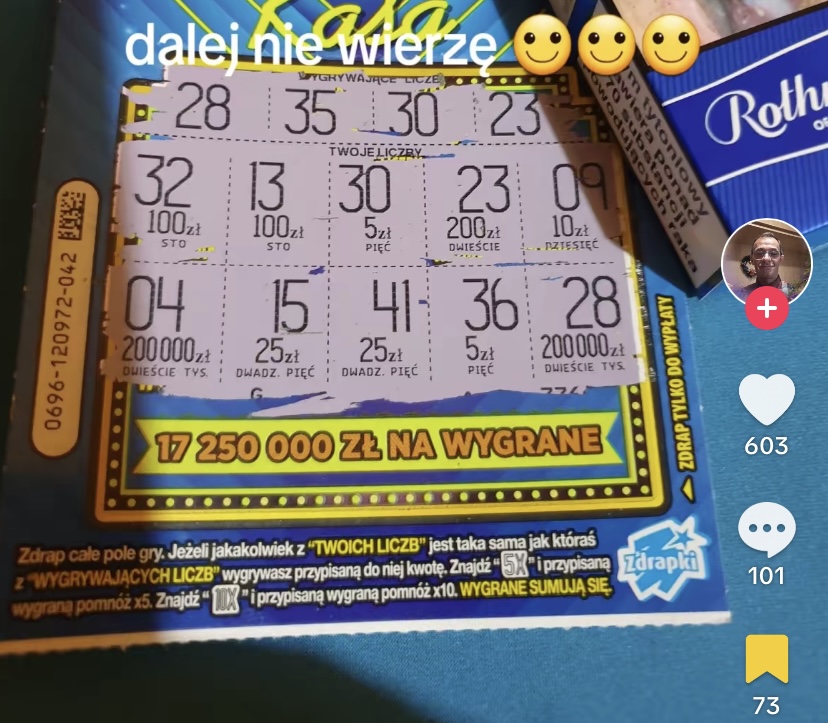 Kasa
dalej nie wierzę
WYGRYWAJĄCE LICZBY
28 35 30 23
TWOJE LICZBY
32 13 30 23 09
100zł 100zł 5zł 200zł 10zł
STO STO PIĘĆ DWIEŚCIE DZIESIĘĆ
04 15 41 36 28
200000zł 25zł 25zł 5zł 200000zł
DWIEŚCIE TYS. DWADZ. PIĘĆ DWADZ. PIĘĆ PIĘĆ DWIEŚCIE TYS.
17 250 000 ZŁ NA WYGRANE
0696-120972-042
ZDRAP TYLKO DO WYPŁATY
Zdrap całe pole gry. Jeżeli jakakolwiek z "TWOICH LICZB" jest taka sama jak któraś
z "WYGRYWAJĄCYCH LICZB" wygrywasz przypisaną do niej kwotę. Znajdź "5X" i przypisaną
wygraną pomnóż x5. Znajdź "10X" i przypisaną wygraną pomnóż x10. WYGRANE SUMUJĄ SIĘ.
Zdrapki
603
101
73